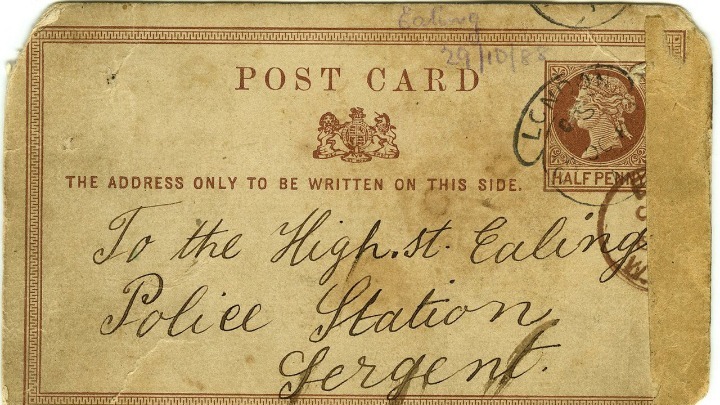 Ealing
29/10/88
POST CARD
LONDON
THE ADDRESS ONLY TO BE WRITTEN ON THIS SIDE.
HALF PENNY
To the High.st. Ealing
Police Station
Sergent.